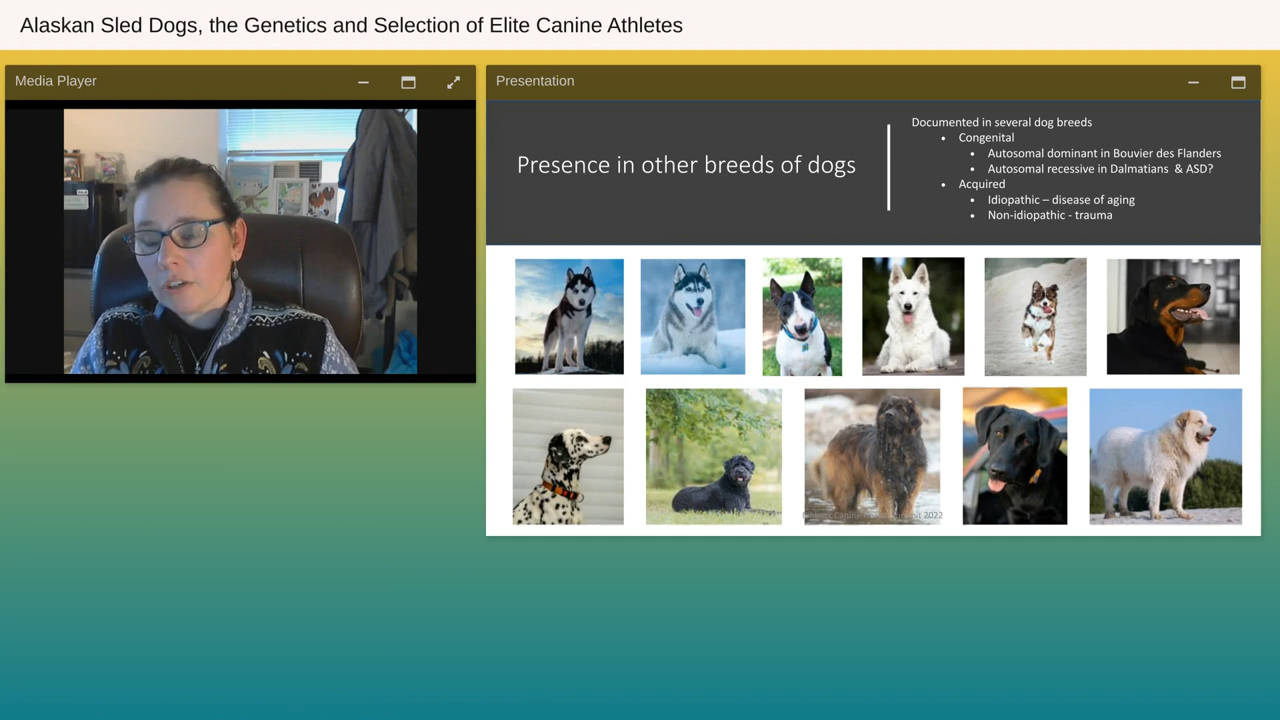 Alaskan Sled Dogs, the Genetics and Selection of Elite Canine Athletes
Media Player
Presentation
Presence in other breeds of dogs
Documented in several dog breeds
• Congenital
• Autosomal dominant in Bouvier des Flanders
• Autosomal recessive in Dalmatians & ASD?
• Acquired
• Idiopathic – disease of aging
• Non-idiopathic - trauma
2022